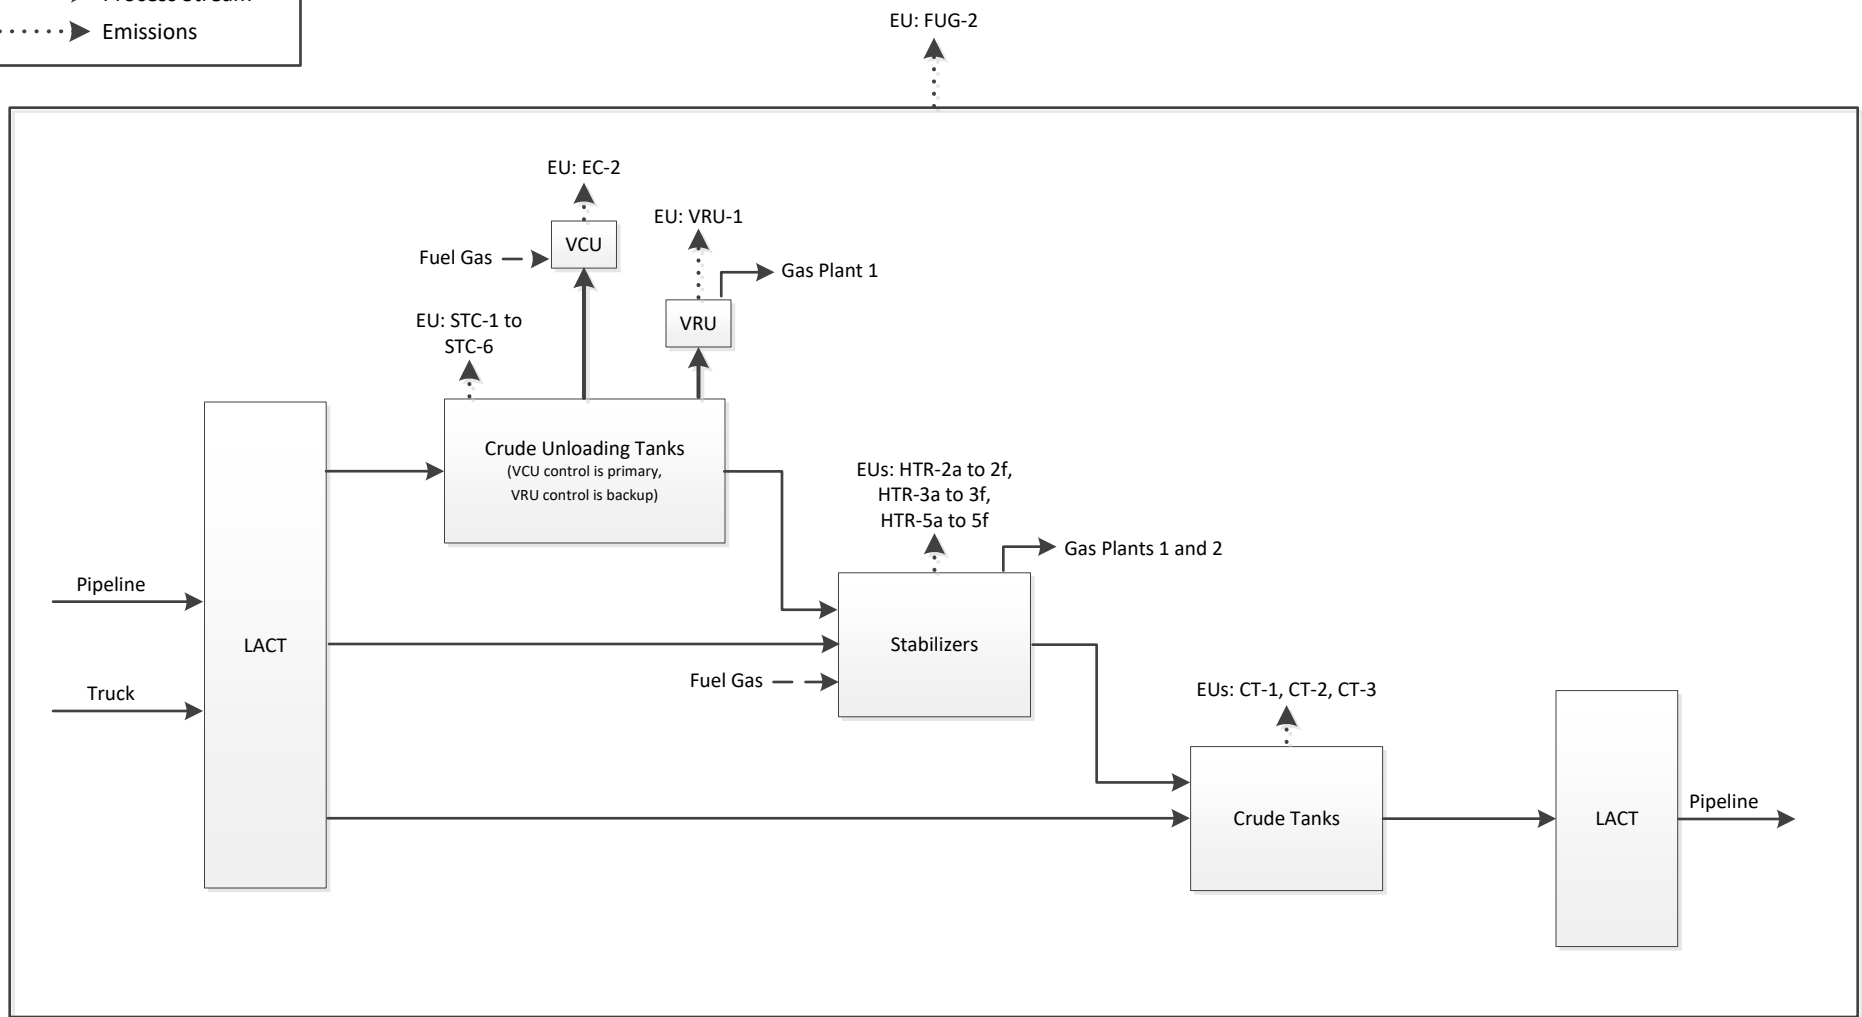 Process Stream
Emissions
EU: FUG-2
EU: EC-2
VCU
Fuel Gas
EU: VRU-1
Gas Plant 1
VRU
EU: STC-1 to
STC-6
Crude Unloading Tanks
(VCU control is primary,
VRU control is backup)
EUs: HTR-2a to 2f,
HTR-3a to 3f,
HTR-5a to 5f
Gas Plants 1 and 2
Pipeline
LACT
Stabilizers
Fuel Gas
Truck
EUs: CT-1, CT-2, CT-3
Crude Tanks
LACT
Pipeline